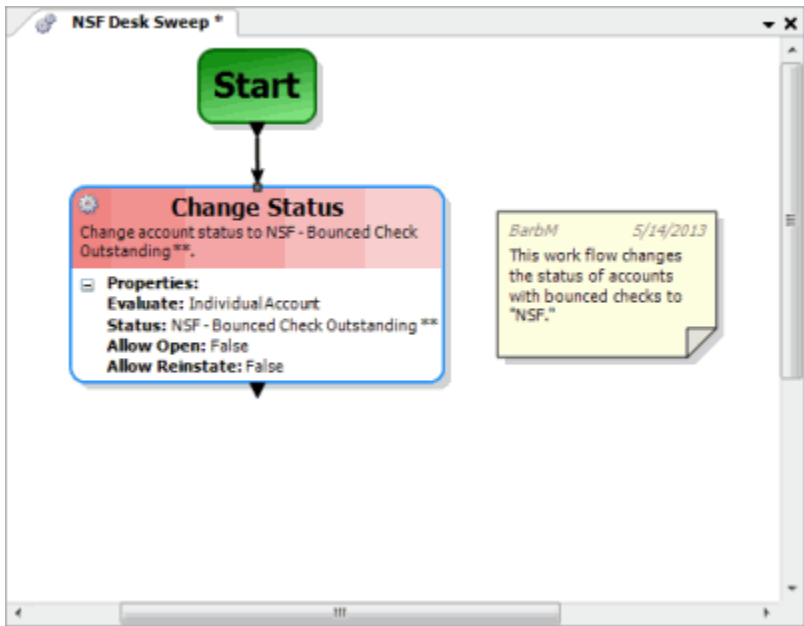 NSF Desk Sweep *
Start
Change Status
Change account status to NSF - Bounced Check
Outstanding **.
Properties:
Evaluate: IndividualAccount
Status: NSF - Bounced Check Outstanding **
Allow Open: False
Allow Reinstate: False
BarbM 5/14/2013
This work flow changes
the status of accounts
with bounced checks to
"NSF."